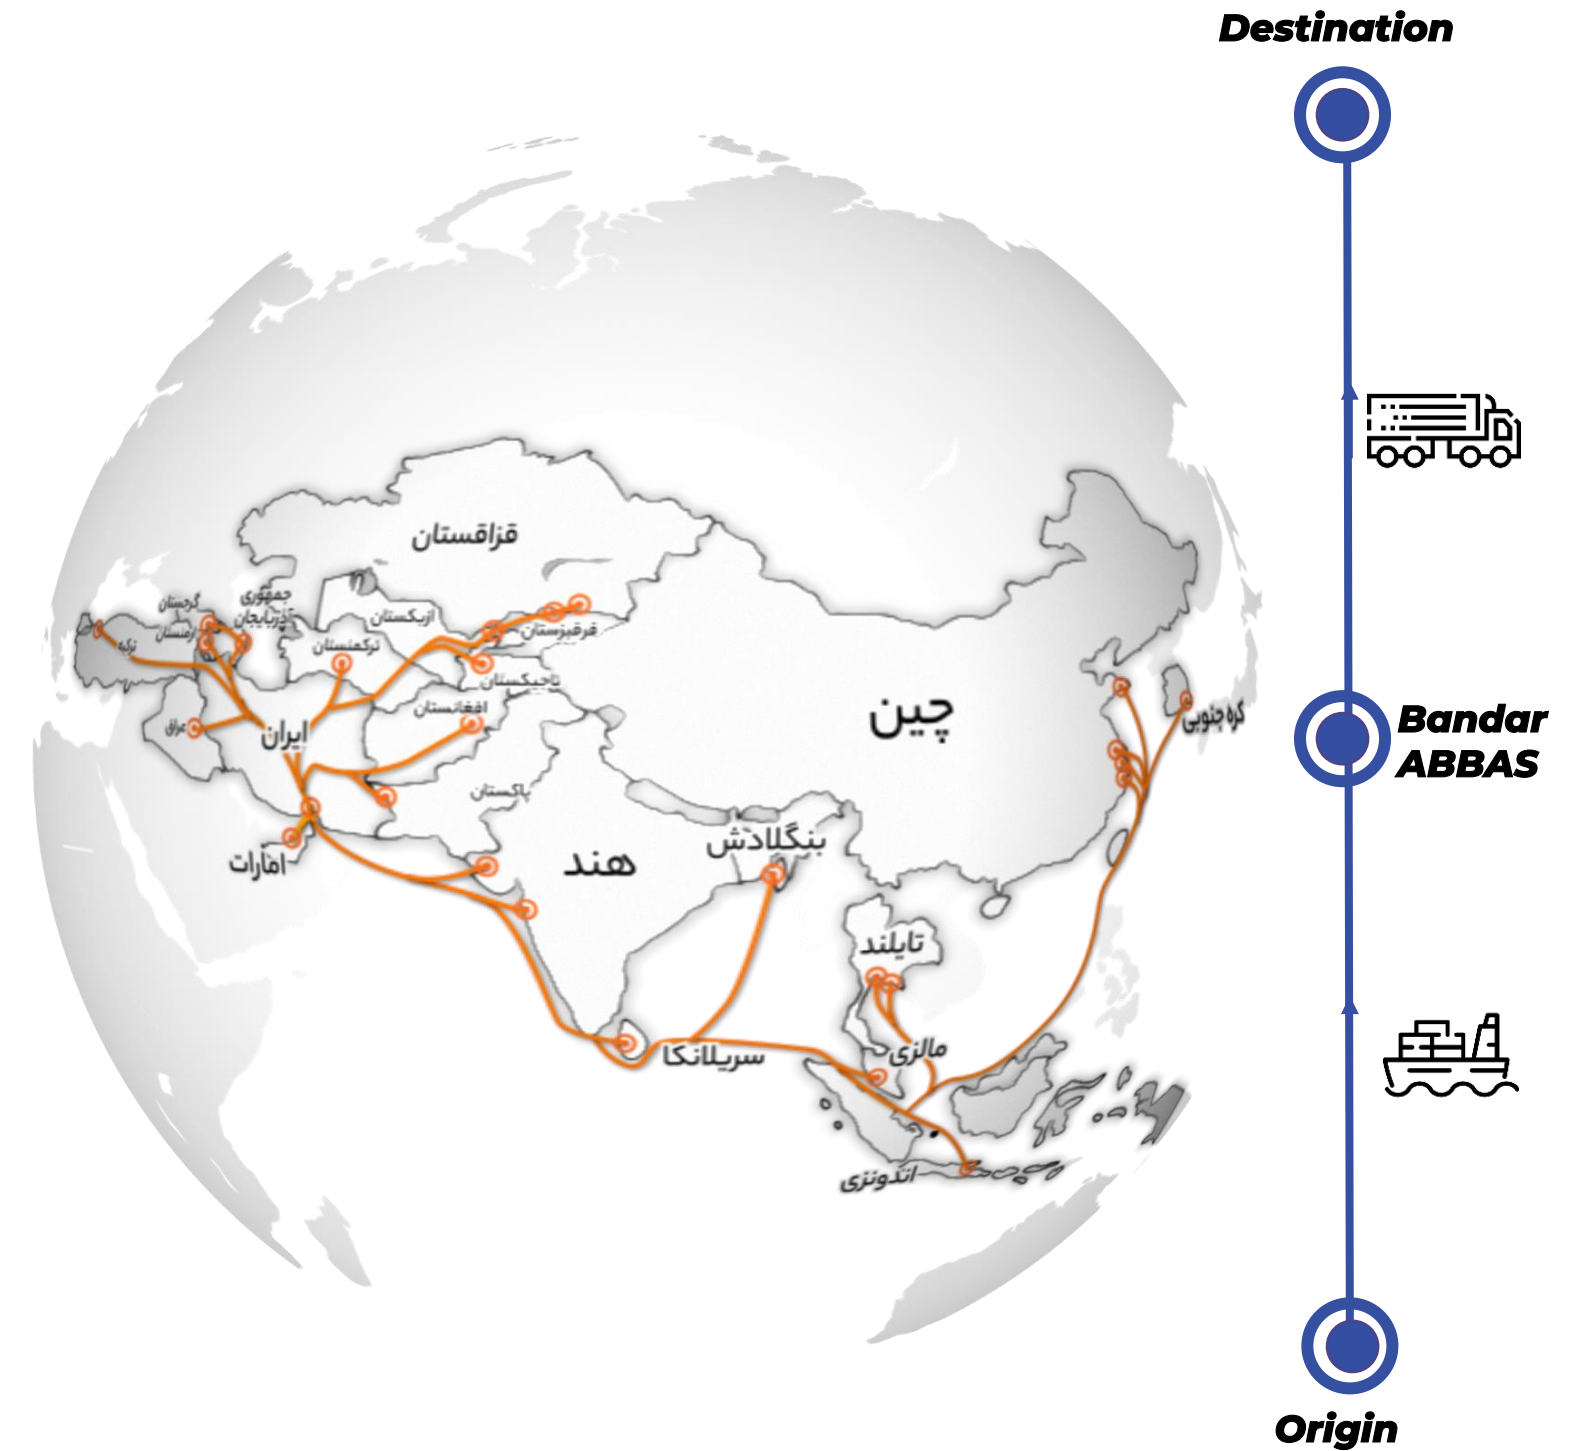 Destination
قزاقستان
گرجستان
جمهوری
آذربایجان
ارمنستان
ترکیه
ازبکستان
ترکمنستان
قرقیزستان
تاجیکستان
افغانستان
عراق
ایران
چین
کره جنوبی
Bandar
ABBAS
پاکستان
امارات
هند
بنگلادش
تایلند
مالزی
سریلانکا
اندونزی
Origin